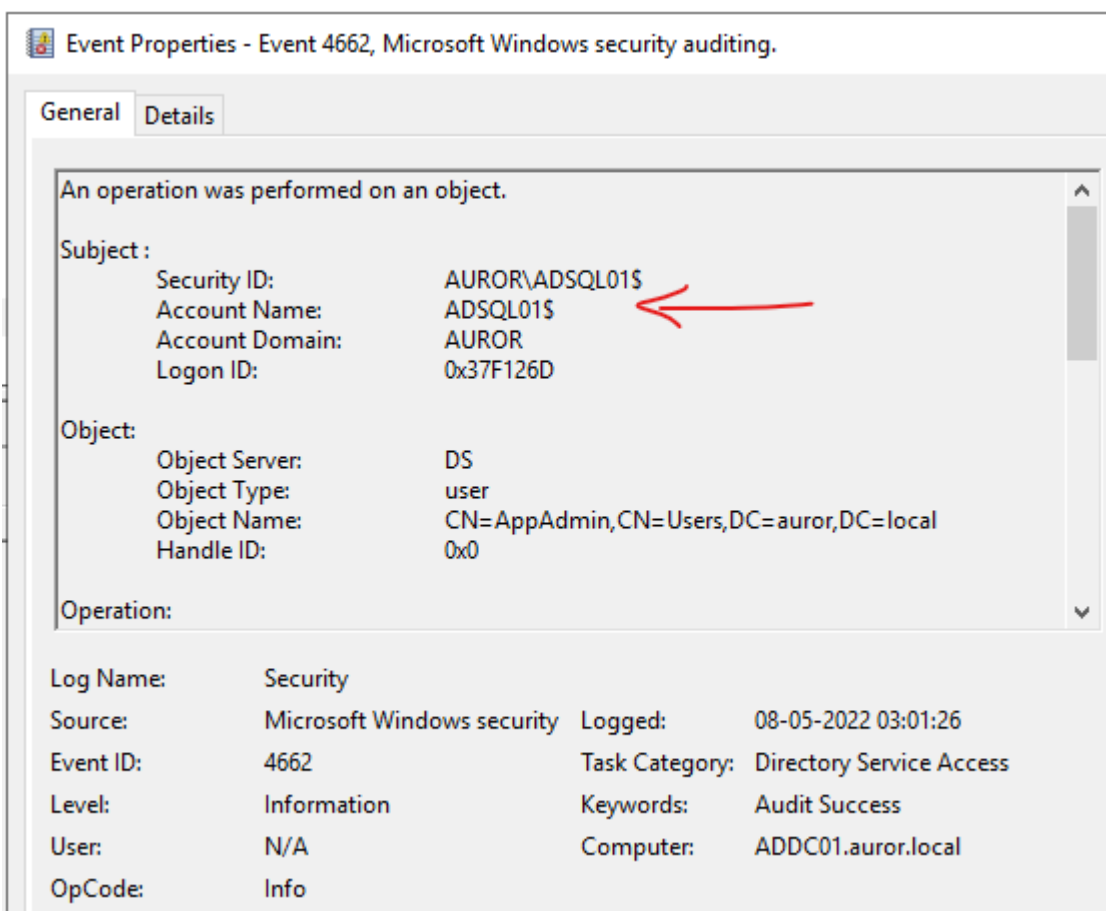 Event Properties - Event 4662, Microsoft Windows security auditing.
General Details
An operation was performed on an object.
Subject :
Security ID: AUROR\ADSQL01$
Account Name: ADSQL01$
Account Domain: AUROR
Logon ID: 0x37F126D
Object:
Object Server: DS
Object Type: user
Object Name: CN=AppAdmin,CN=Users,DC=auror,DC=local
Handle ID: 0x0
Operation:
Log Name: Security
Source: Microsoft Windows security Logged: 08-05-2022 03:01:26
Event ID: 4662 Task Category: Directory Service Access
Level: Information Keywords: Audit Success
User: N/A Computer: ADDC01.auror.local
OpCode: Info